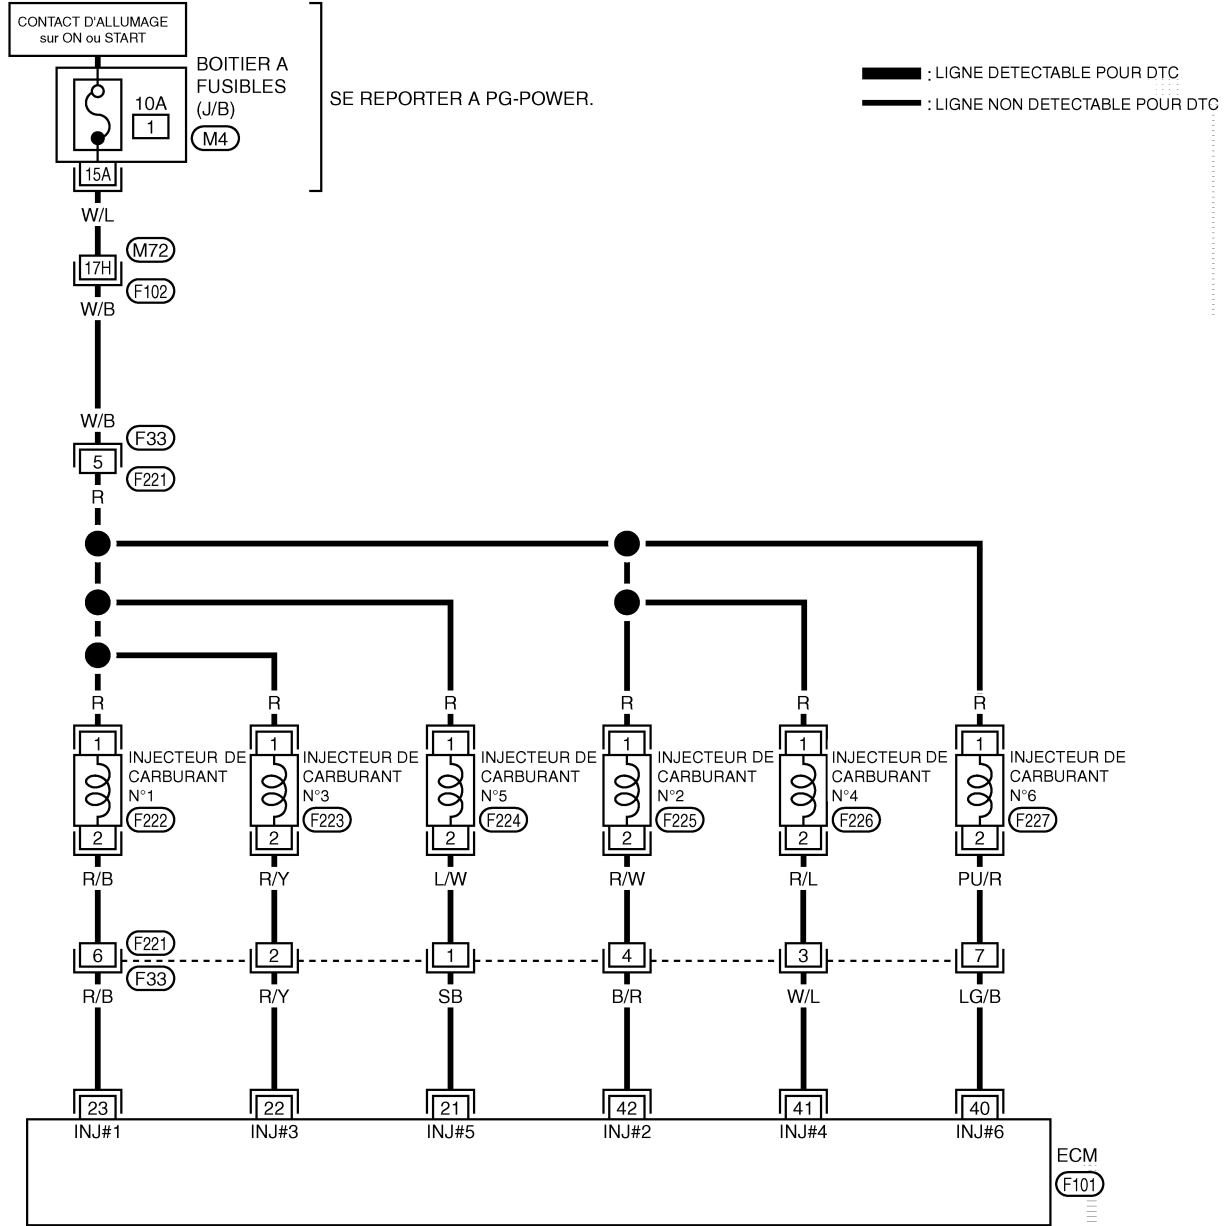 CONTACT D'ALLUMAGE
sur ON ou START
BOITIER A
FUSIBLES
(J/B)
M4
10A
1
15A
SE REPORTER A PG-POWER.
: LIGNE DETECTABLE POUR DTC
: LIGNE NON DETECTABLE POUR DTC
W/L
M72
17H
F102
W/B
W/B
F33
5
F221
R
R R R R R R
1 1 1 1 1 1
INJECTEUR DE
CARBURANT
N°1
F222
INJECTEUR DE
CARBURANT
N°3
F223
INJECTEUR DE
CARBURANT
N°5
F224
INJECTEUR DE
CARBURANT
N°2
F225
INJECTEUR DE
CARBURANT
N°4
F226
INJECTEUR DE
CARBURANT
N°6
F227
2 2 2 2 2 2
R/B R/Y L/W R/W R/L PU/R
F221
6 2 1 4 3 7
F33
R/B R/Y SB B/R W/L LG/B
23 22 21 42 41 40
INJ#1 INJ#3 INJ#5 INJ#2 INJ#4 INJ#6
ECM
F101